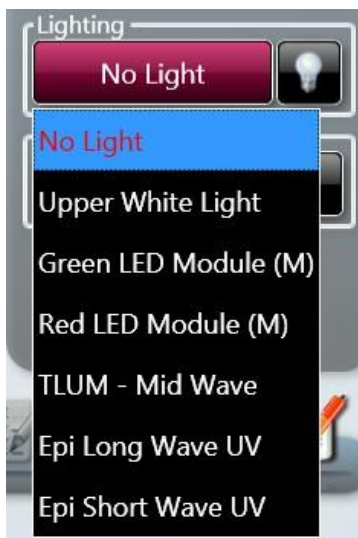 Lighting
No Light
No Light
Upper White Light
Green LED Module (M)
Red LED Module (M)
TLUM - Mid Wave
Epi Long Wave UV
Epi Short Wave UV